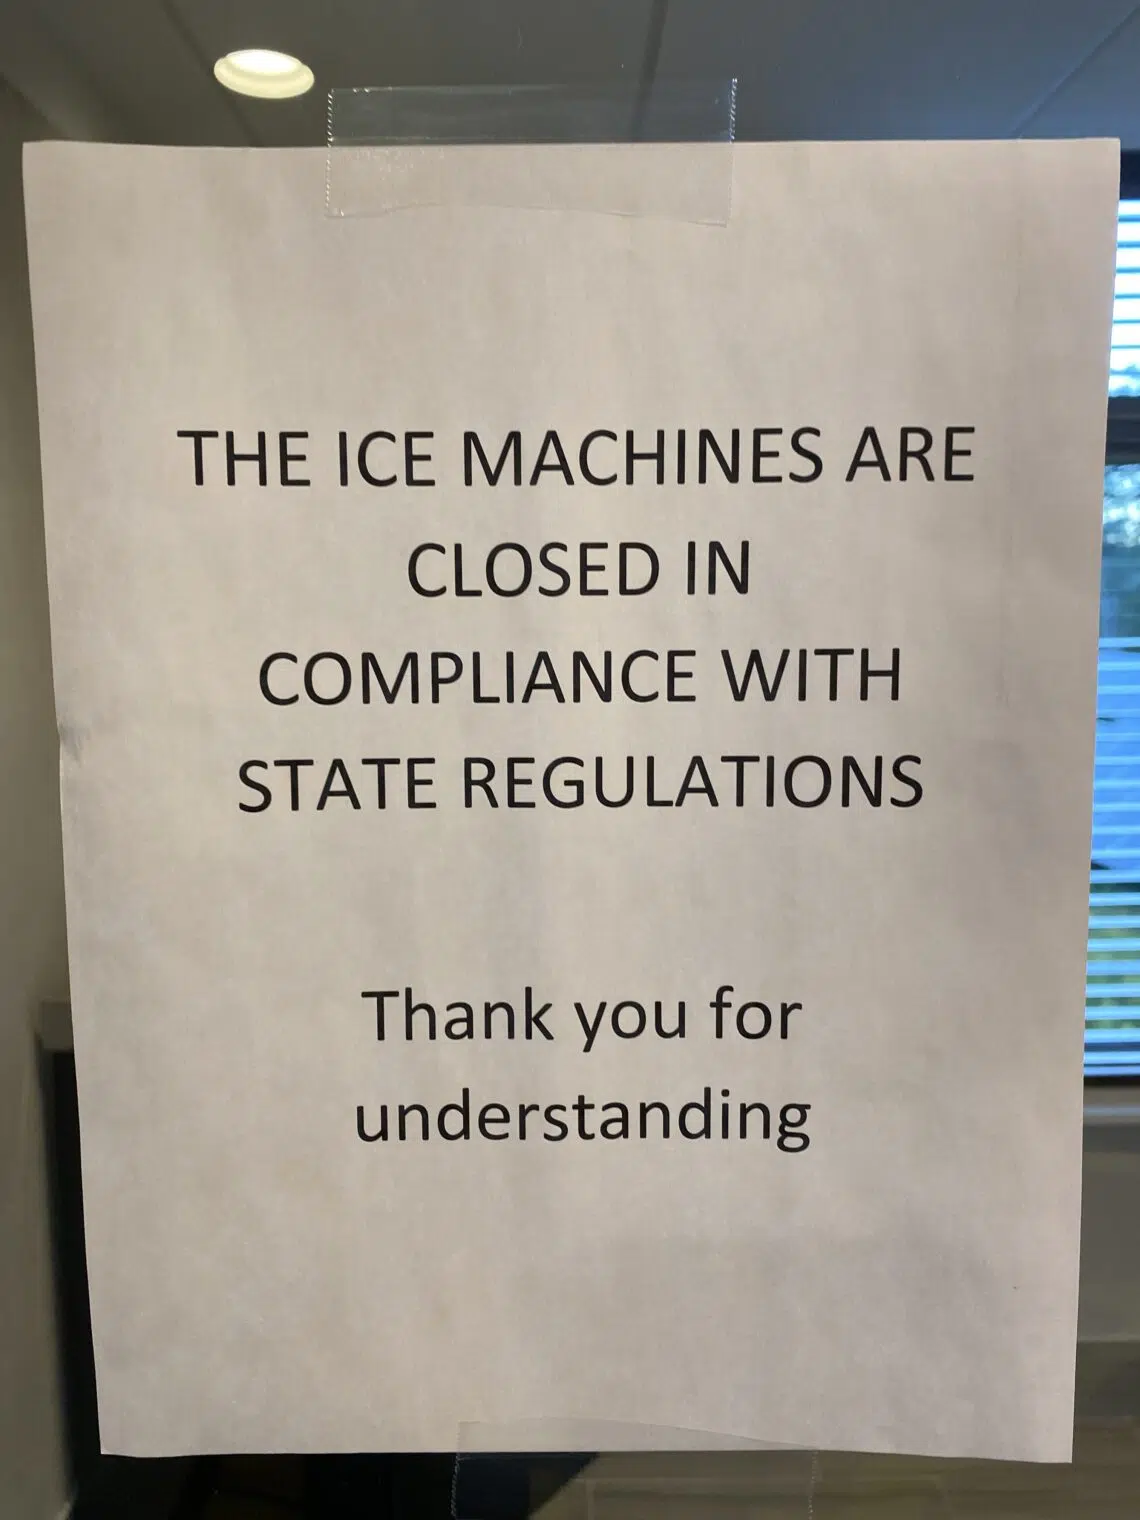 THE ICE MACHINES ARE
CLOSED IN
COMPLIANCE WITH
STATE REGULATIONS
Thank you for
understanding